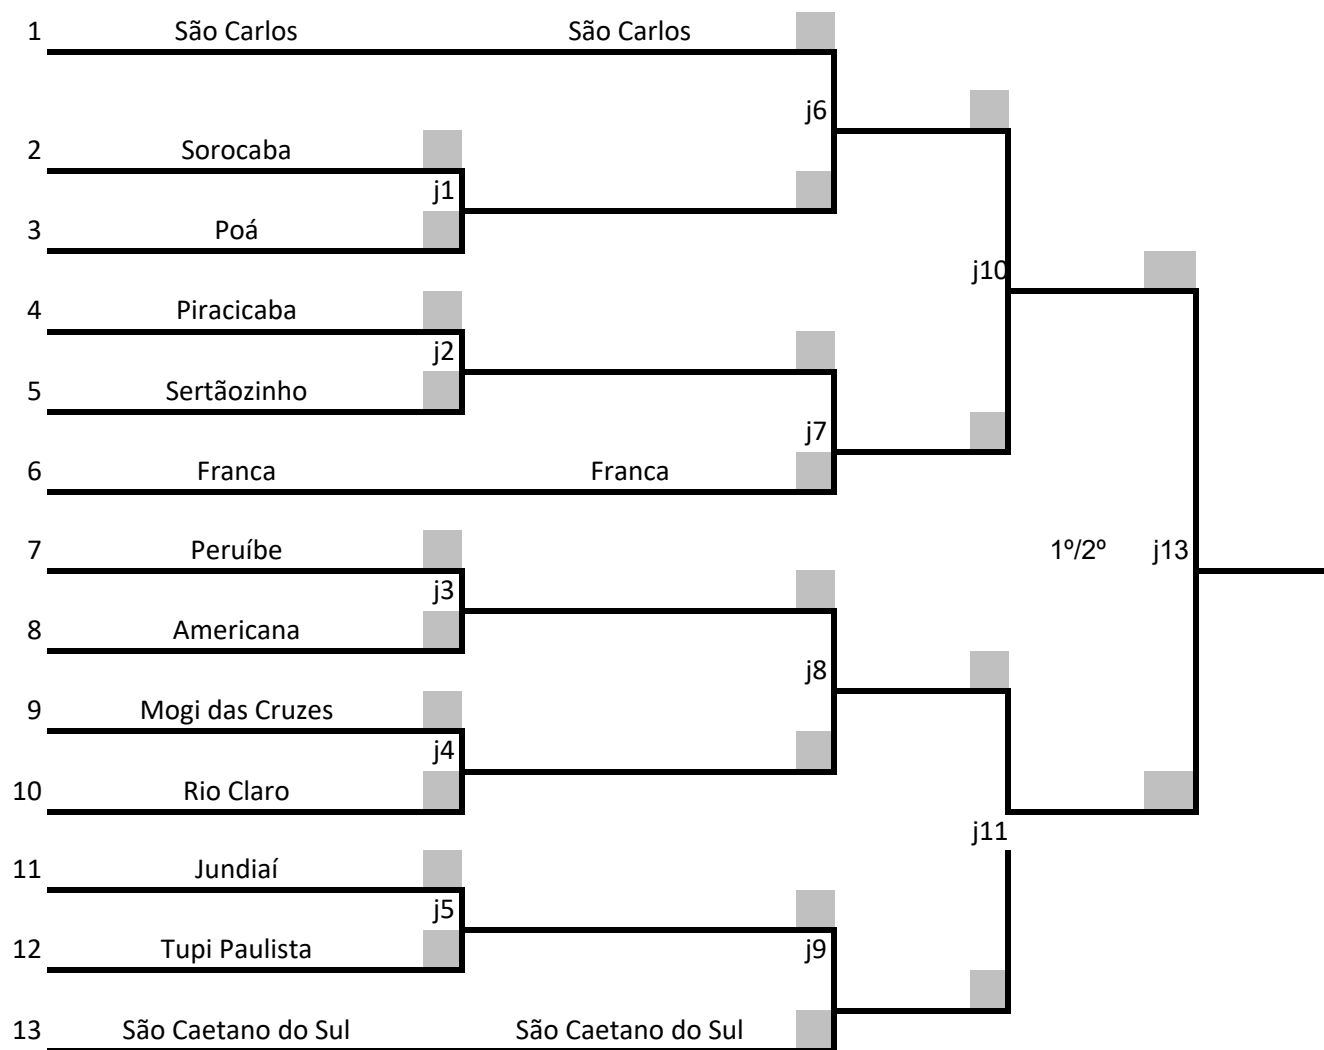 1 São Carlos São Carlos
j6
2 Sorocaba
j1
3 Poá
j10
4 Piracicaba
j2
5 Sertãozinho
j7
6 Franca Franca
7 Peruíbe 1º/2º j13
j3
8 Americana
j8
9 Mogi das Cruzes
j4
10 Rio Claro
j11
11 Jundiaí
j5
12 Tupi Paulista j9
13 São Caetano do Sul São Caetano do Sul